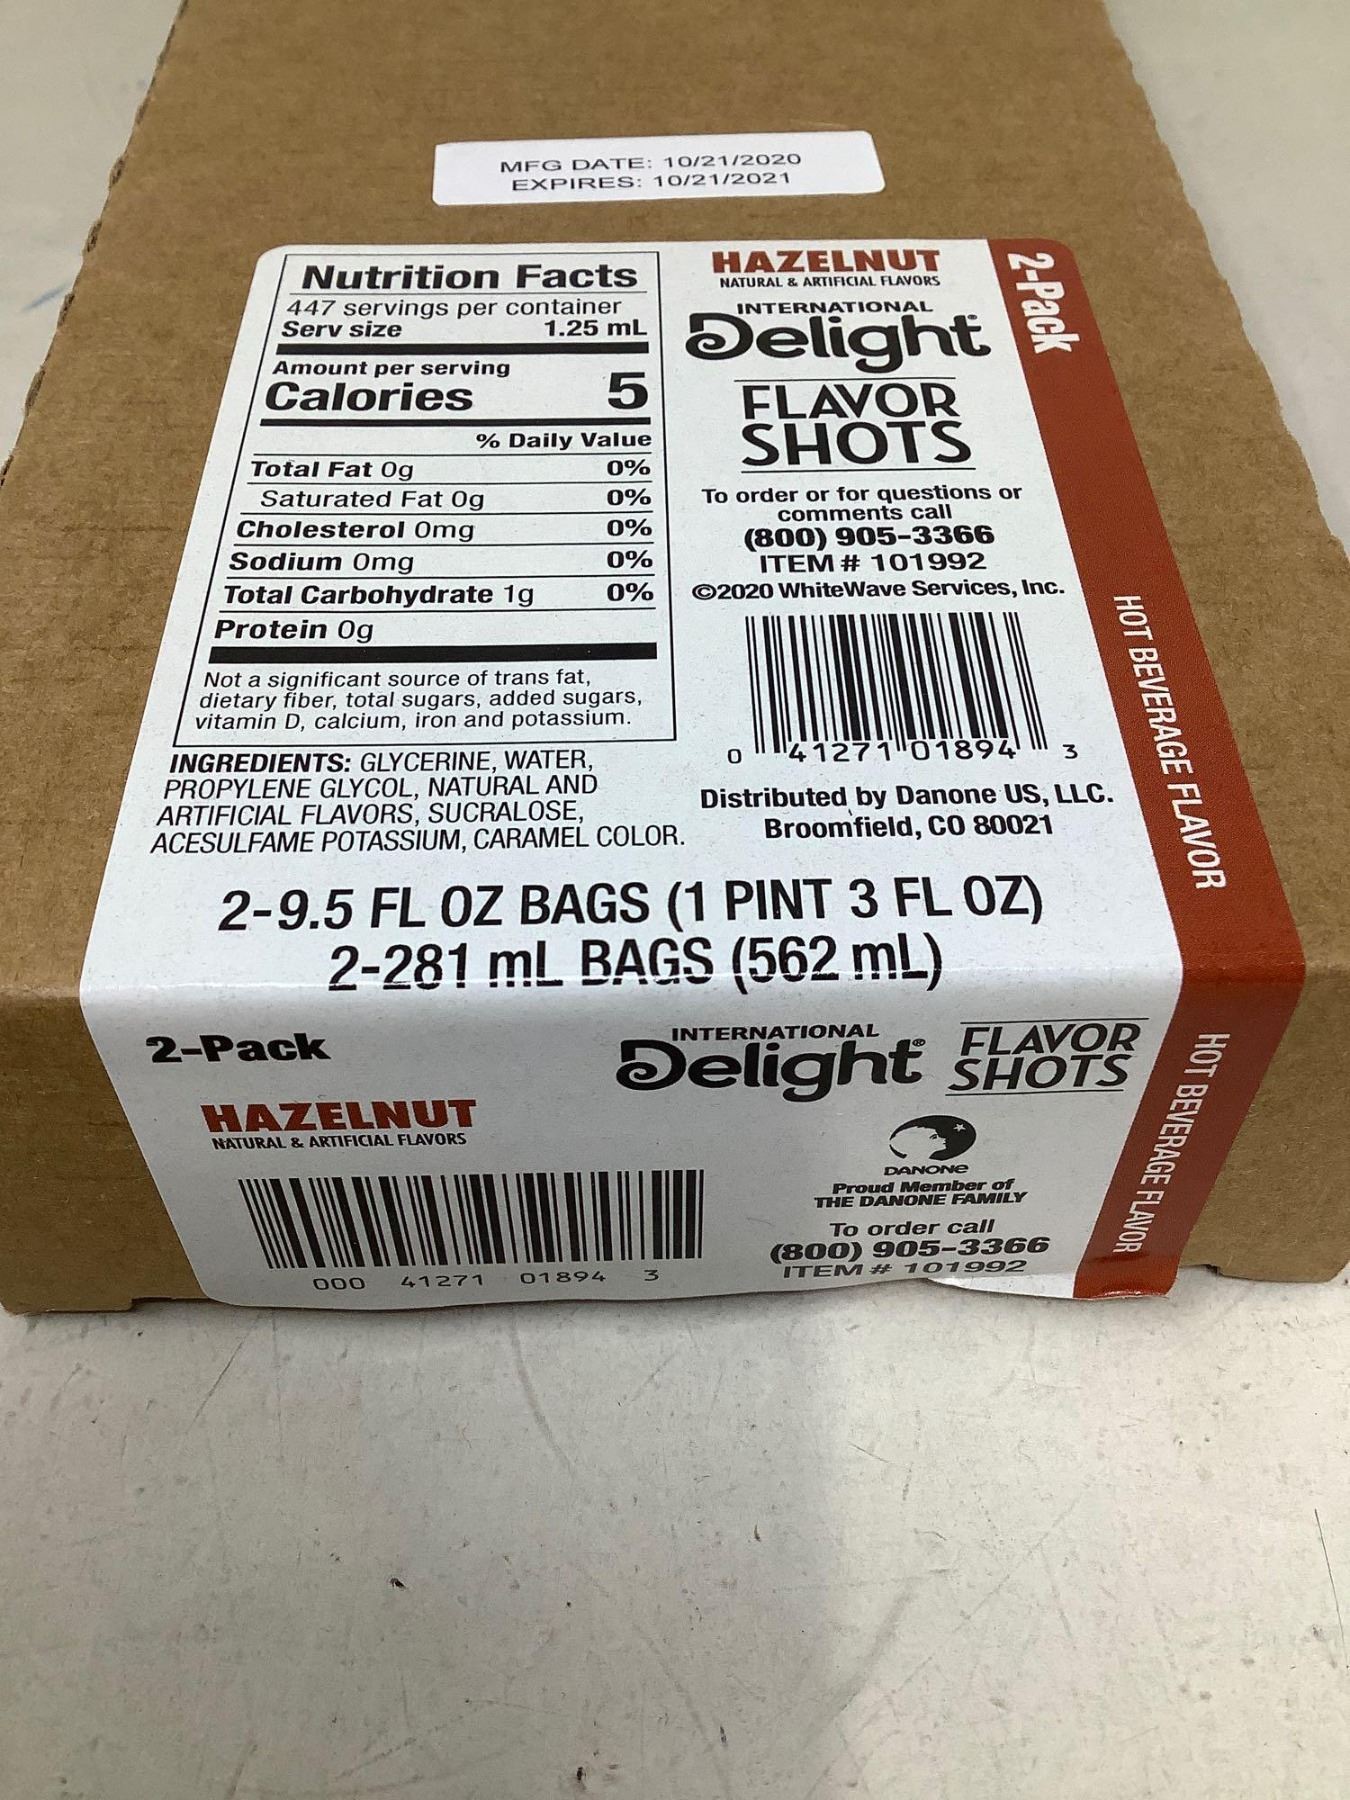 MFG DATE: 10/21/2020
EXPIRES: 10/21/2021
Nutrition Facts
447 servings per container
Serv size 1.25 mL
Amount per serving
Calories 5
% Daily Value
Total Fat 0g 0%
Saturated Fat 0g 0%
Cholesterol 0mg 0%
Sodium 0mg 0%
Total Carbohydrate 1g 0%
Protein 0g
Not a significant source of trans fat,
dietary fiber, total sugars, added sugars,
vitamin D, calcium, iron and potassium.
INGREDIENTS: GLYCERINE, WATER,
PROPYLENE GLYCOL, NATURAL AND
ARTIFICIAL FLAVORS, SUCRALOSE,
ACESULFAME POTASSIUM, CARAMEL COLOR.
HAZELNUT
NATURAL & ARTIFICIAL FLAVORS
INTERNATIONAL
Delight®
FLAVOR
SHOTS
To order or for questions or
comments call
(800) 905-3366
ITEM # 101992
©2020 WhiteWave Services, Inc.
0 41271 01894 3
Distributed by Danone US, LLC.
Broomfield, CO 80021
2-Pack
HOT BEVERAGE FLAVOR
2-9.5 FL OZ BAGS (1 PINT 3 FL OZ)
2-281 mL BAGS (562 mL)
2-Pack
HAZELNUT
NATURAL & ARTIFICIAL FLAVORS
000 41271 01894 3
INTERNATIONAL
Delight®
FLAVOR
SHOTS
DANONE
Proud Member of
THE DANONE FAMILY
To order call
(800) 905-3366
ITEM # 101992
HOT BEVERAGE FLAVOR